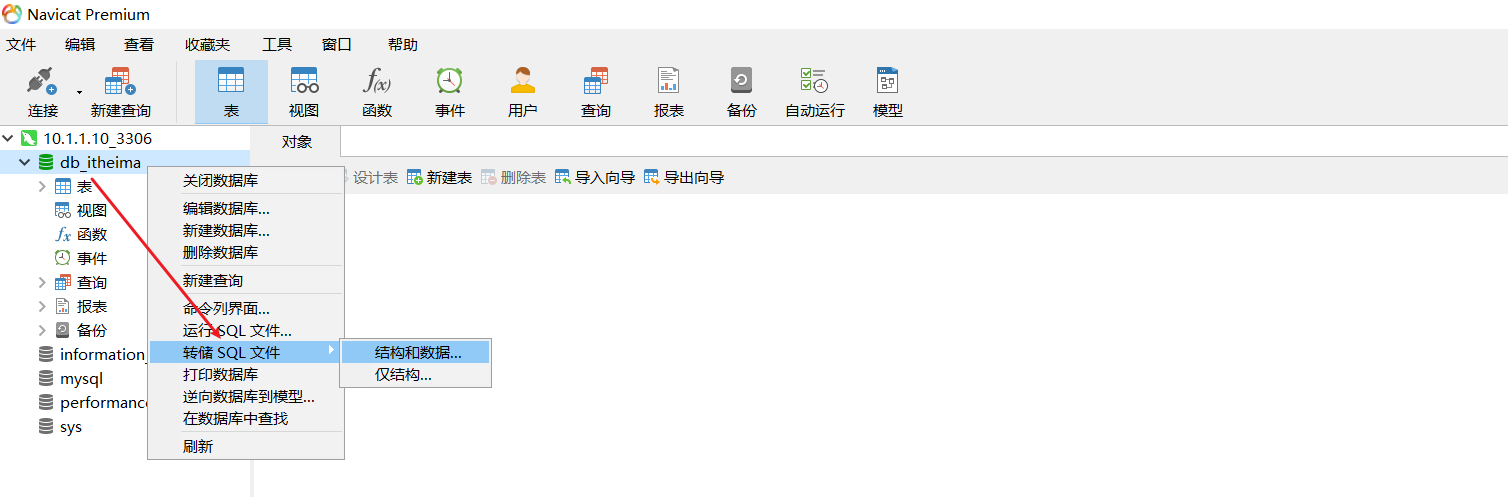 Navicat Premium
文件 编辑 查看 收藏夹 工具 窗口 帮助
连接 新建查询 表 视图 函数 事件 用户 查询 报表 备份 自动运行 模型
10.1.1.10_3306
对象
db_itheima
设计表 新建表 删除表 导入向导 导出向导
表
视图
函数
事件
查询
报表
备份
information_
mysql
performance
sys
关闭数据库
编辑数据库...
新建数据库...
删除数据库
新建查询
命令列界面...
运行 SQL 文件...
转储 SQL 文件
打印数据库
逆向数据库到模型...
在数据库中查找
刷新
结构和数据...
仅结构...